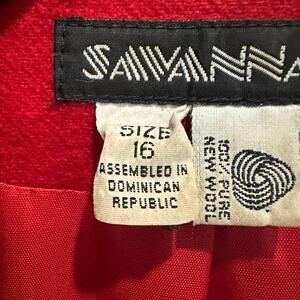 SAVANNA
SIZE
16
ASSEMBLED IN
DOMINICAN
REPUBLIC
100% PURE
NEW WOOL